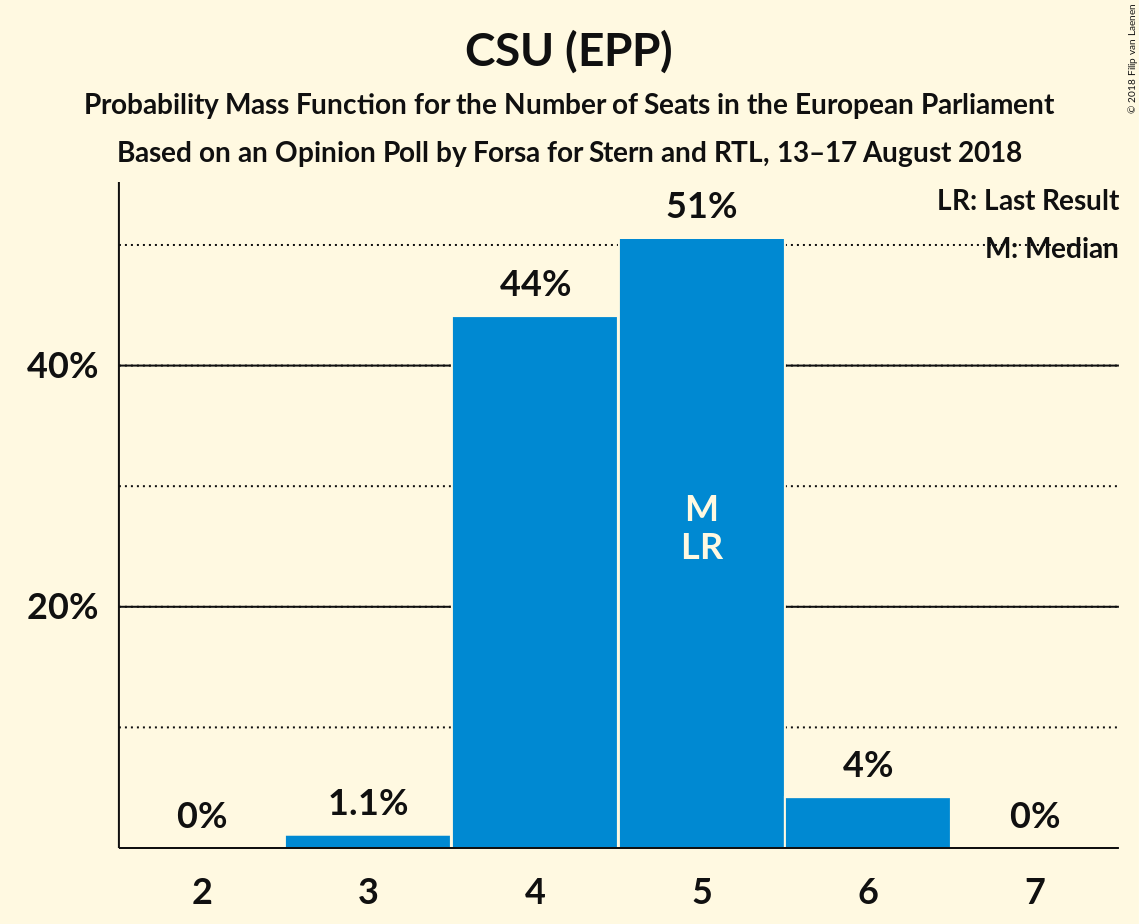 CSU (EPP)
Probability Mass Function for the Number of Seats in the European Parliament
Based on an Opinion Poll by Forsa for Stern and RTL, 13–17 August 2018
© 2018 Filip van Laenen
LR: Last Result
M: Median
51%
44%
40%
M
LR
20%
4%
1.1%
0%
0%
2 3 4 5 6 7